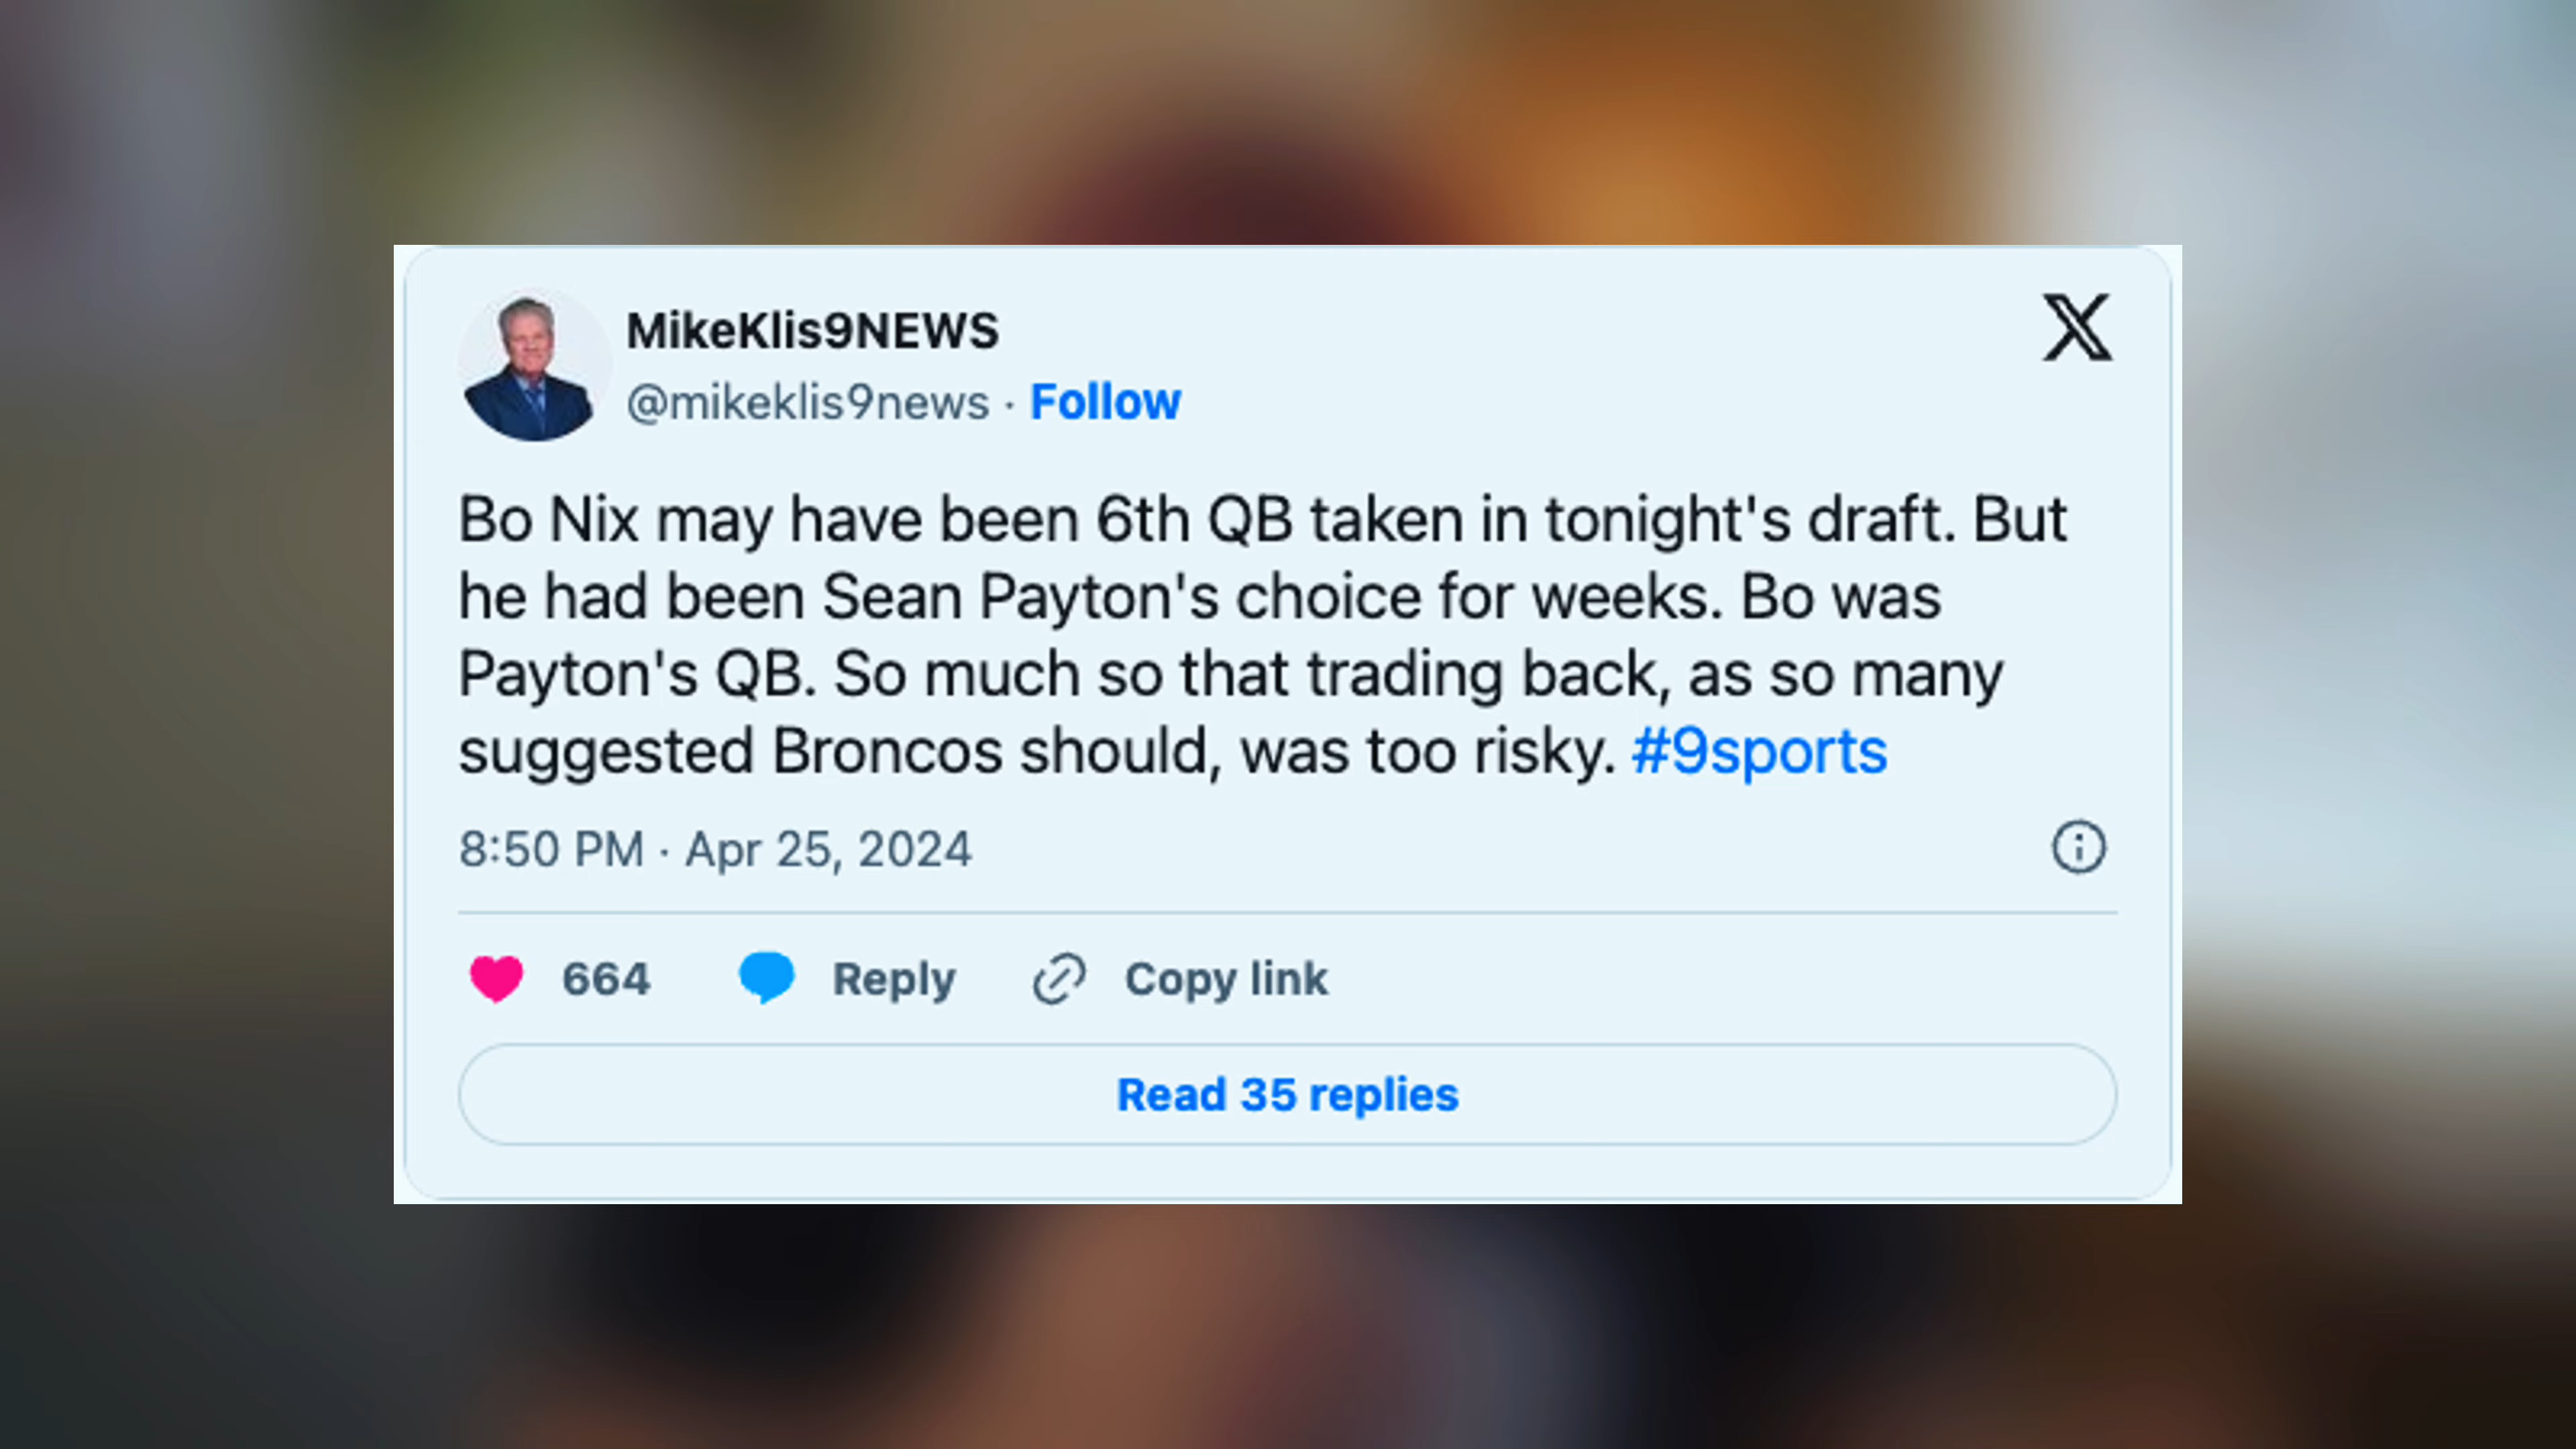 MikeKlis9NEWS
@mikeklis9news · Follow
Bo Nix may have been 6th QB taken in tonight's draft. But
he had been Sean Payton's choice for weeks. Bo was
Payton's QB. So much so that trading back, as so many
suggested Broncos should, was too risky. #9sports
8:50 PM · Apr 25, 2024
664 Reply Copy link
Read 35 replies